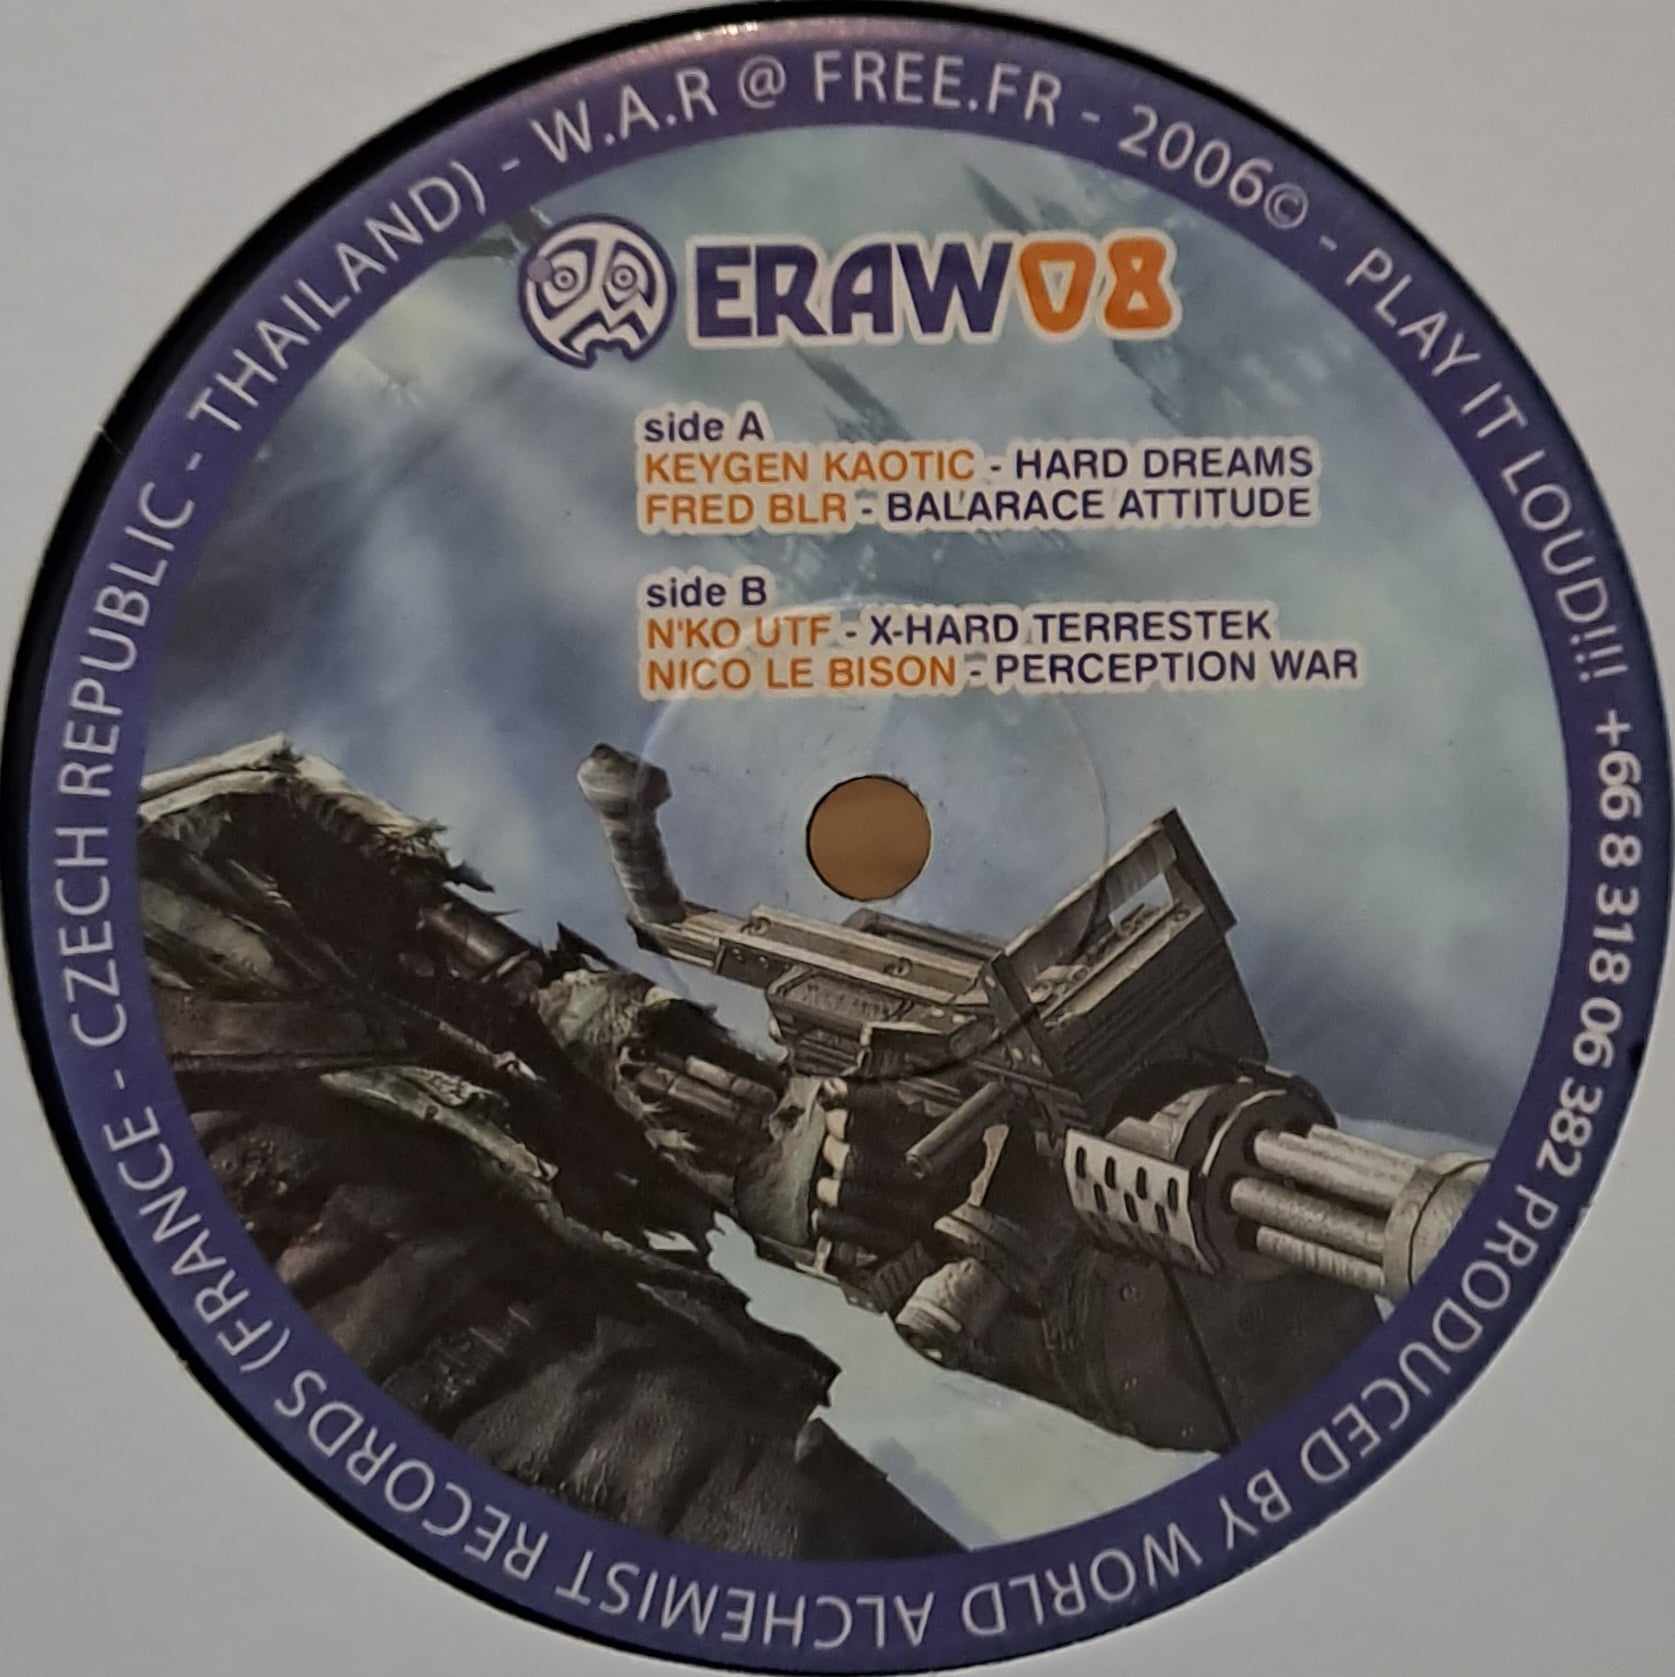 ERAW08
side A
KEYGEN KAOTIC - HARD DREAMS
FRED BLR - BAL'ARACE ATTITUDE
side B
N'KO UTF - X-HARD TERRESTEK
NICO LE BISON - PERCEPTION WAR
PRODUCED BY WORLD ALCHEMIST RECORDS (FRANCE - CZECH REPUBLIC - THAILAND) - W.A.R @ FREE.FR - 2006© - PLAY IT LOUD!!! +66 8 318 06 382